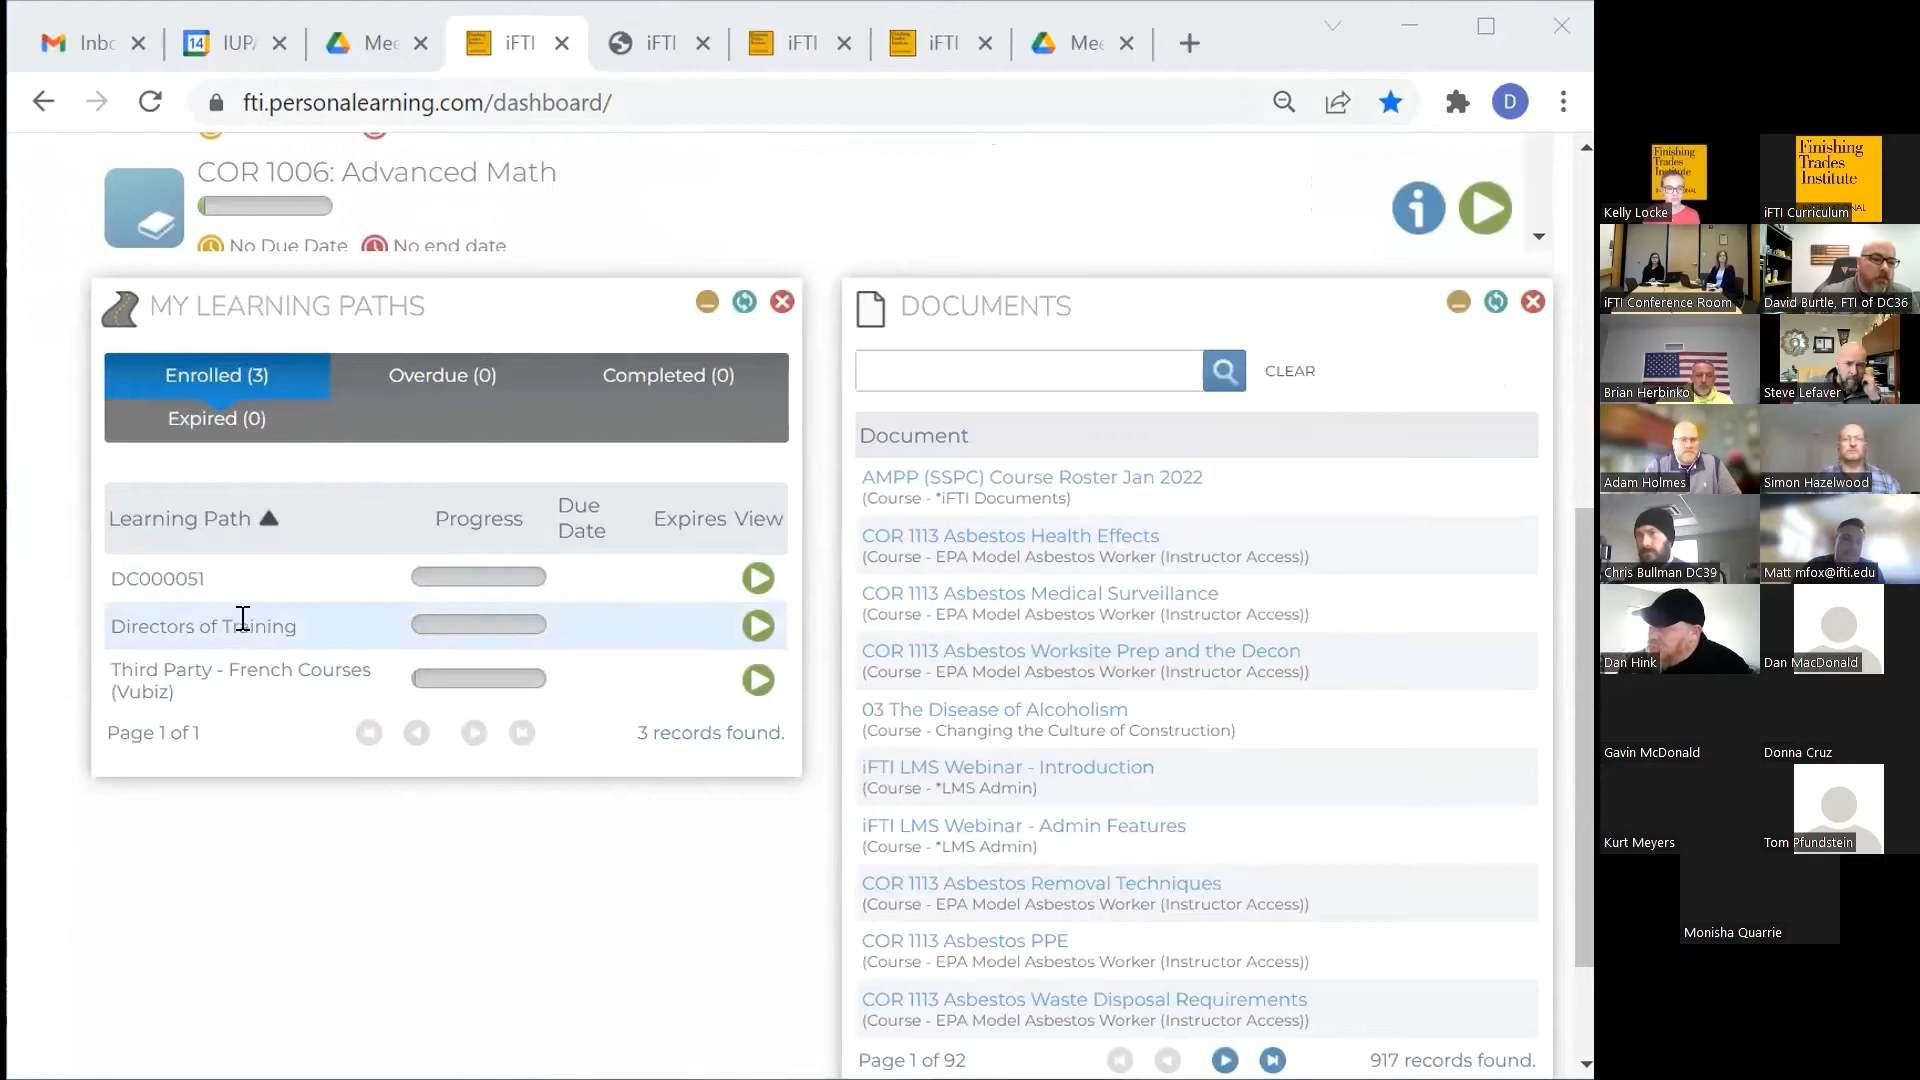 Inbo
14
IUPA
Mee
iFTI
iFTI
iFTI
iFTI
Mee
fti.personalearning.com/dashboard/
D
COR 1006: Advanced Math
No Due Date
No end date
MY LEARNING PATHS
Enrolled (3)
Overdue (0)
Completed (0)
Expired (0)
Learning Path
Progress
Due
Date
Expires
View
DC000051
Directors of Training
Third Party - French Courses
(Vubiz)
Page 1 of 1
3 records found.
DOCUMENTS
CLEAR
Document
AMPP (SSPC) Course Roster Jan 2022
(Course - *iFTI Documents)
COR 1113 Asbestos Health Effects
(Course - EPA Model Asbestos Worker (Instructor Access))
COR 1113 Asbestos Medical Surveillance
(Course - EPA Model Asbestos Worker (Instructor Access))
COR 1113 Asbestos Worksite Prep and the Decon
(Course - EPA Model Asbestos Worker (Instructor Access))
03 The Disease of Alcoholism
(Course - Changing the Culture of Construction)
iFTI LMS Webinar - Introduction
(Course - *LMS Admin)
iFTI LMS Webinar - Admin Features
(Course - *LMS Admin)
COR 1113 Asbestos Removal Techniques
(Course - EPA Model Asbestos Worker (Instructor Access))
COR 1113 Asbestos PPE
(Course - EPA Model Asbestos Worker (Instructor Access))
COR 1113 Asbestos Waste Disposal Requirements
(Course - EPA Model Asbestos Worker (Instructor Access))
Page 1 of 92
917 records found.
Finishing
Trades
Institute
Kelly Locke
Finishing
Trades
Institute
iFTI Curriculum
iFTI Conference Room
David Burtle, FTI of DC36
Brian Herbinko
Steve Lefaver
Adam Holmes
Simon Hazelwood
Chris Bullman DC39
Matt mfox@ifti.edu
Dan Hink
Dan MacDonald
Gavin McDonald
Donna Cruz
Kurt Meyers
Tom Pfundstein
Monisha Quarrie